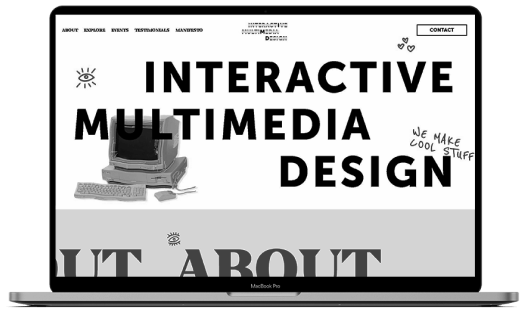 ABOUT EXPLORE EVENTS TESTIMONIALS MANIFESTO
INTERACTIVE
MULTIMEDIA
DESIGN
CONTACT
INTERACTIVE
MULTIMEDIA
DESIGN
WE MAKE
COOL STUFF
OUT ABOUT
MacBook Pro